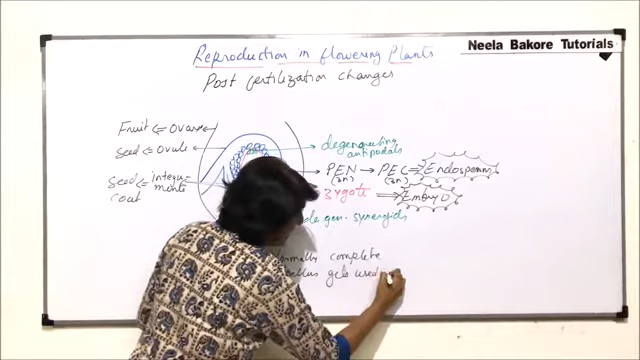 Neela Bakore Tutorials
Reproduction in flowering Plants
Post fertilization changes
Fruit ⇐ Ovary
Seed ⇐ Ovule
Seed ⇐ Integu-
coat
ments
degenerating
antipodals
PEN → PEC ⇒ Endosperm
(3n) (3n)
zygote ⇒ Embryo
degen. synergids
complete
gets used